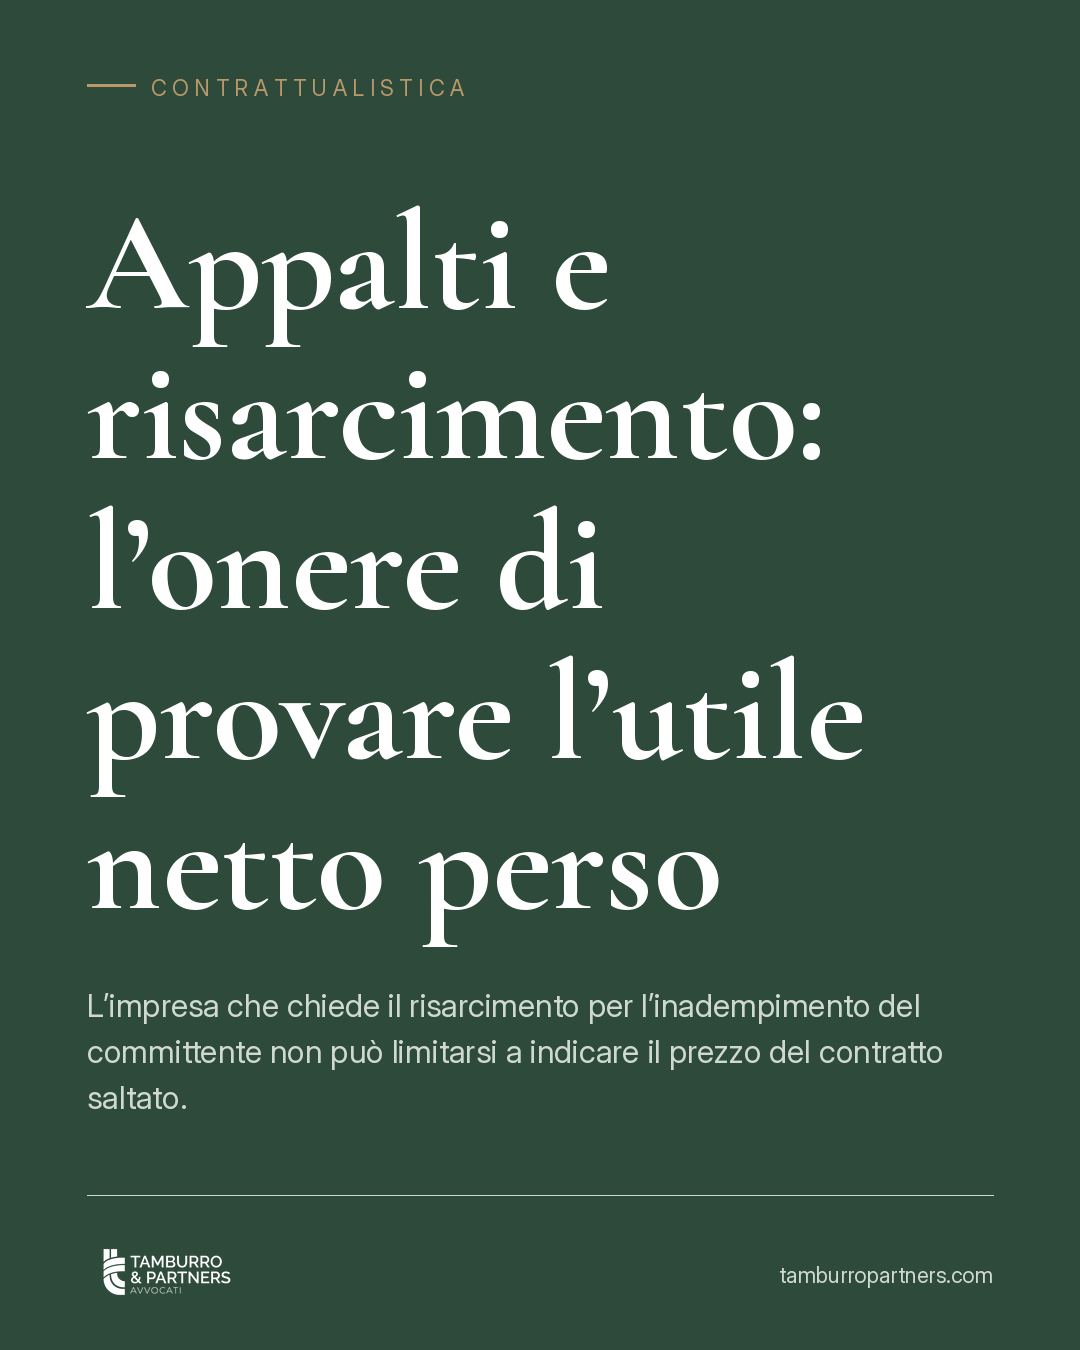 CONTRATTUALISTICA
Appalti e
risarcimento:
l’onere di
provare l’utile
netto perso
L’impresa che chiede il risarcimento per l’inadempimento del
committente non può limitarsi a indicare il prezzo del contratto
saltato.
TAMBURRO
& PARTNERS
AVVOCATI
tamburropartners.com